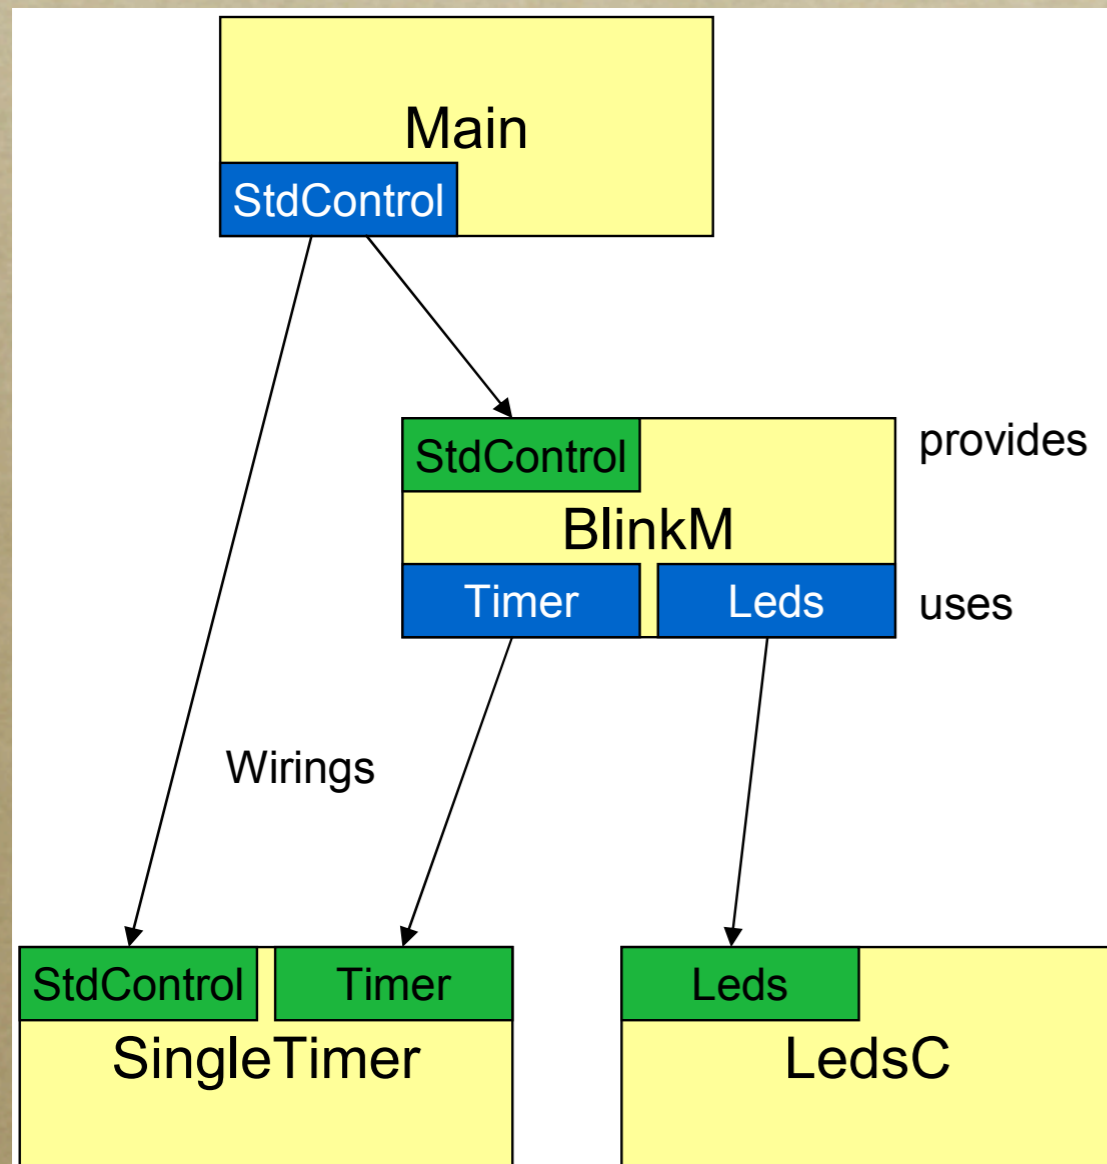 Main
StdControl
StdControl
provides
BlinkM
Timer
Leds
uses
Wirings
StdControl
Timer
Leds
SingleTimer
LedsC